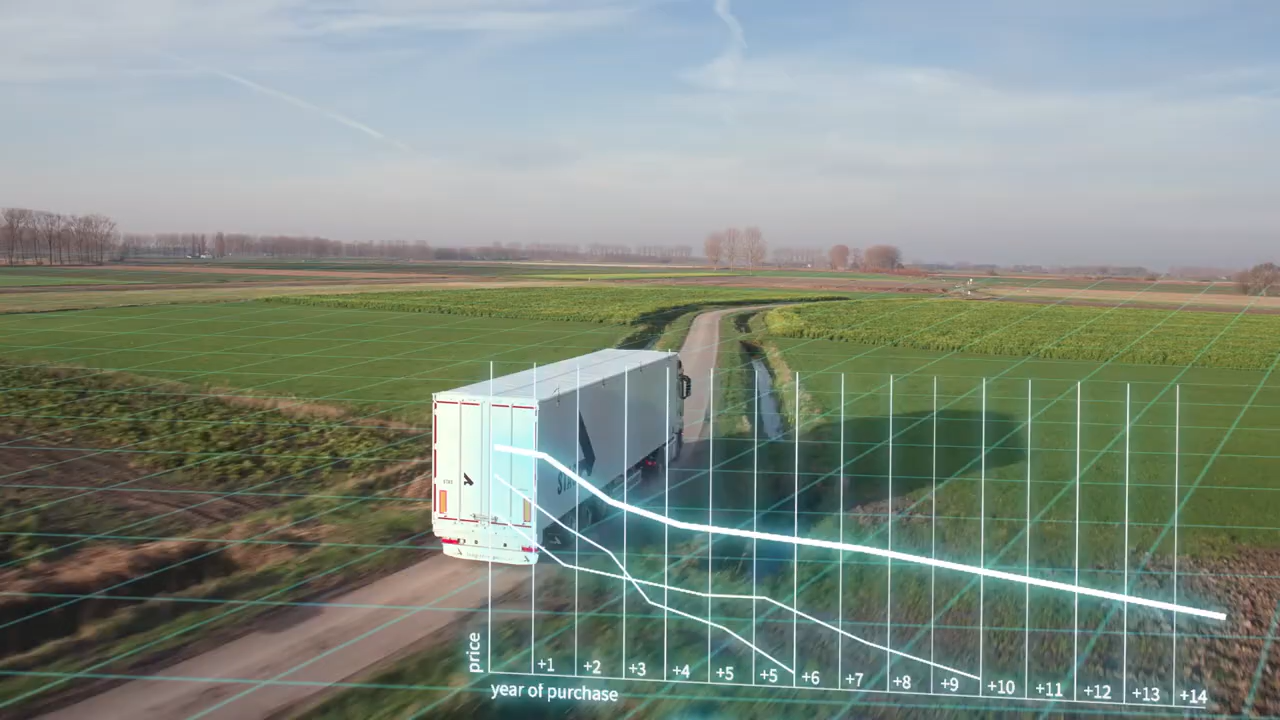 price
+1 +2 +3 +4 +5 +5 +6 +7 +8 +9 +10 +11 +12 +13 +14
year of purchase